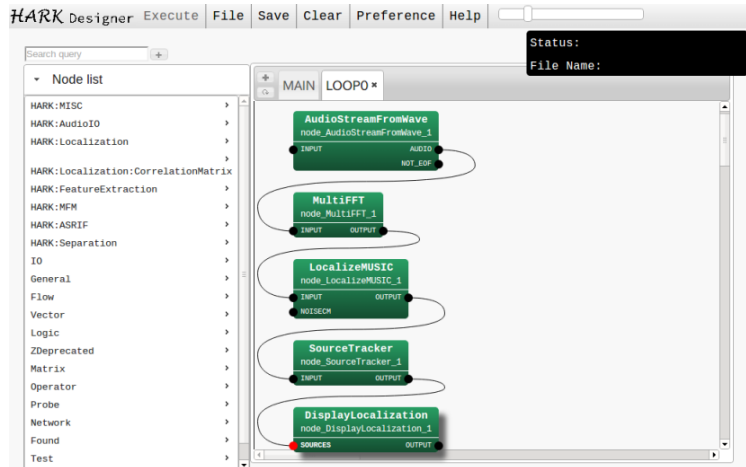 HARK Designer Execute File Save Clear Preference Help
Status:
File Name:
Search query
Node list
HARK:MISC
HARK:AudioIO
HARK:Localization
HARK:Localization:CorrelationMatrix
HARK:FeatureExtraction
HARK:MFM
HARK:ASRIF
HARK:Separation
IO
General
Flow
Vector
Logic
ZDeprecated
Matrix
Operator
Probe
Network
Found
Test
MAIN LOOP0
AudioStreamFromWave
node_AudioStreamFromWave_1
INPUT AUDIO
NOT_EOF
MultiFFT
node_MultiFFT_1
INPUT OUTPUT
LocalizeMUSIC
node_LocalizeMUSIC_1
INPUT OUTPUT
NOISECM
SourceTracker
node_SourceTracker_1
INPUT OUTPUT
DisplayLocalization
node_DisplayLocalization_1
SOURCES OUTPUT